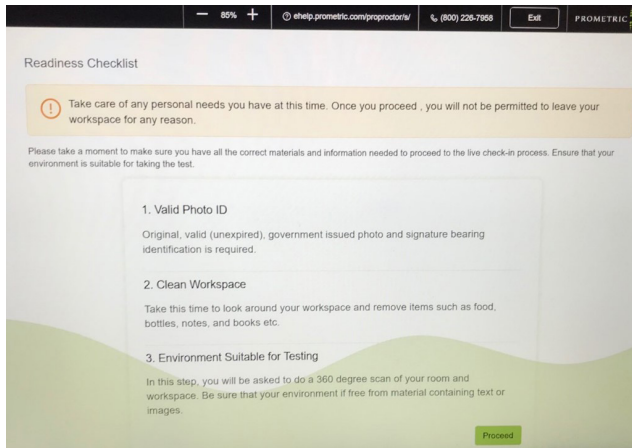 85%
ehelp.prometric.com/proproctor/s/
(800) 226-7958
Exit
PROMETRIC
Readiness Checklist
Take care of any personal needs you have at this time. Once you proceed , you will not be permitted to leave your
workspace for any reason.
Please take a moment to make sure you have all the correct materials and information needed to proceed to the live check-in process. Ensure that your
environment is suitable for taking the test.
1. Valid Photo ID
Original, valid (unexpired), government issued photo and signature bearing
identification is required.
2. Clean Workspace
Take this time to look around your workspace and remove items such as food,
bottles, notes, and books etc.
3. Environment Suitable for Testing
In this step, you will be asked to do a 360 degree scan of your room and
workspace. Be sure that your environment if free from material containing text or
images.
Proceed